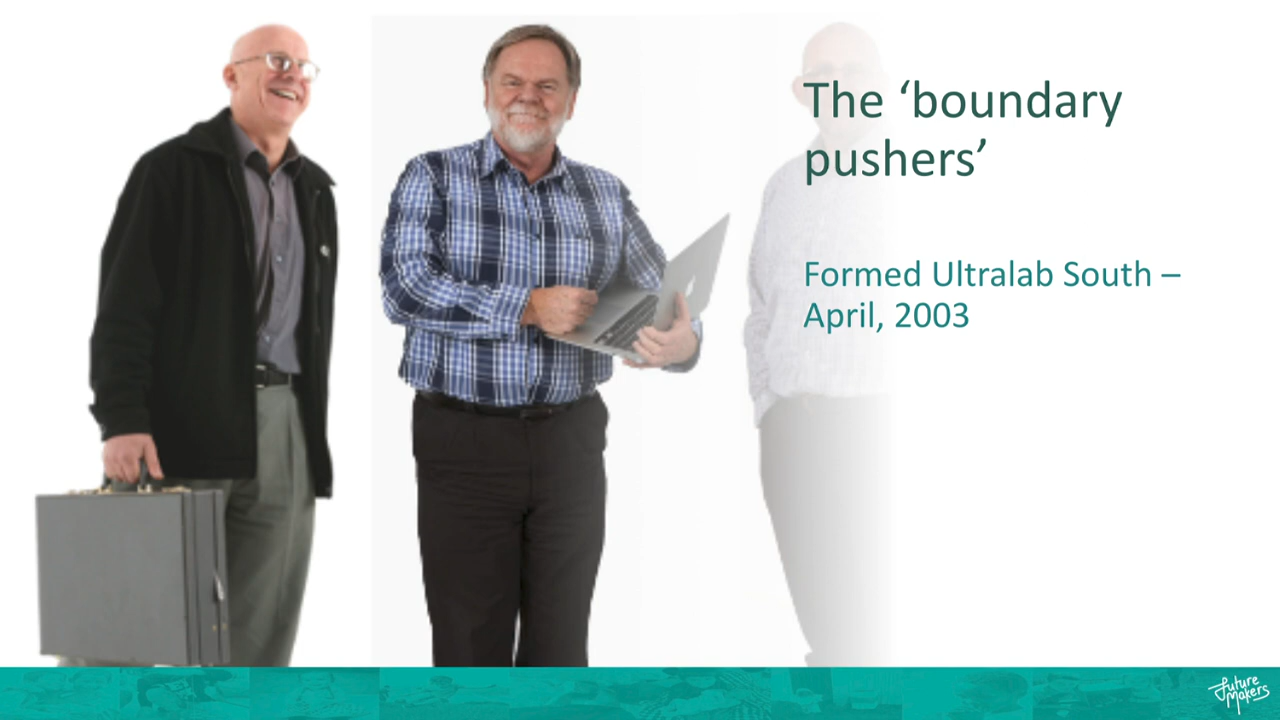 The ‘boundary
pushers’
Formed Ultralab South –
April, 2003
Future
Makers